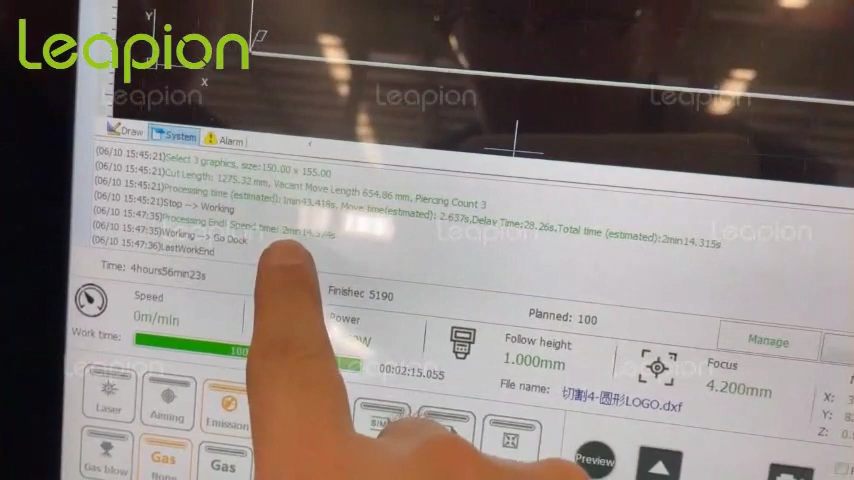 Leapion
Y
X
Leapion
Leapion
Leapion
Draw System Alarm
(06/10 15:45:21)Select 3 graphics, size:150.00 x 155.00
(06/10 15:45:21)Cut Length: 1275.32 mm, Vacant Move Length 654.86 mm, Piercing Count 3
(06/10 15:45:21)Processing time (estimated): 1min43.418s, Move time(estimated): 2.637s,Delay Time:28.26s.Total time (estimated):2min14.315s
(06/10 15:45:21)Stop --> Working
(06/10 15:47:35)Processing End! Spend time: 2min
(06/10 15:47:35)Working --> Go Dock
(06/10 15:47:36)LastWorkEnd
Time: 4hours56min23s
Finished 5190
Planned: 100
Manage
Speed
0m/min
Power
W
Follow height
1.000mm
Focus
4.200mm
Work time:
100
00:02:15.055
File name: 切割4-圆形LOGO.dxf
X:
Y:
Z:
Laser
Aiming
Emission
Gas blow
Gas
None
Gas
SIM
Preview